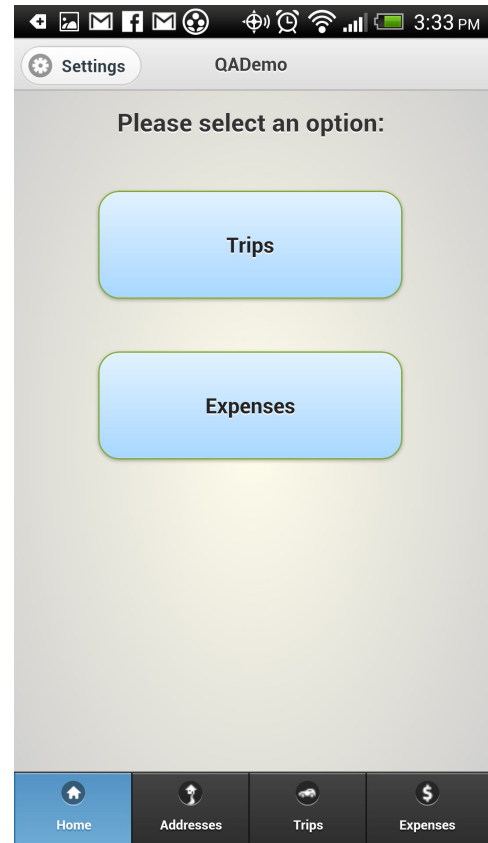 3:33 PM
Settings
QADemo
Please select an option:
Trips
Expenses
Home
Addresses
Trips
Expenses